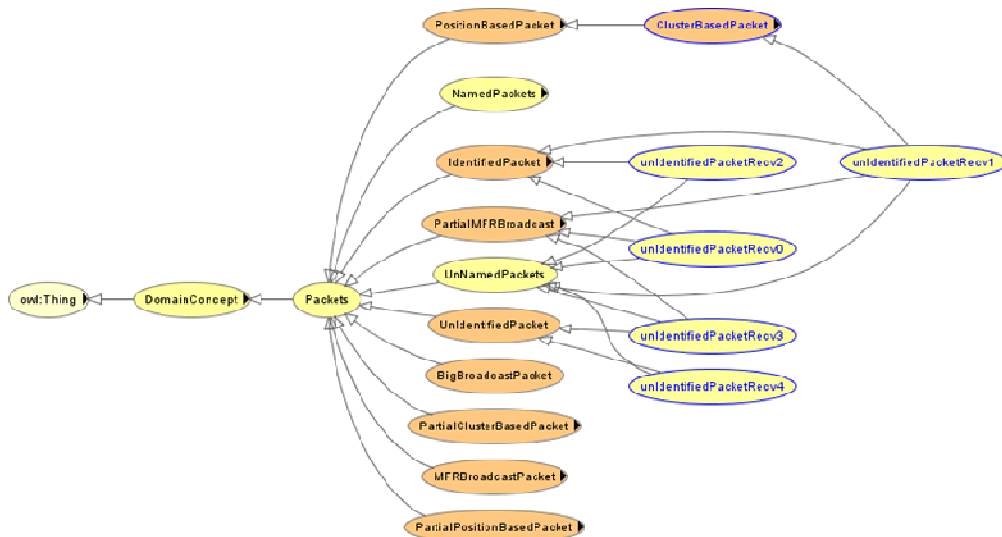 PositionBasedPacket
ClusterBasedPacket
NamedPackets
IdentifiedPacket
unIdentifiedPacketRecv2
unIdentifiedPacketRecv1
PartialMFRBroadcast
unIdentifiedPacketRecv0
UnNamedPackets
owl:Thing
DomainConcept
Packets
UnIdentifiedPacket
unIdentifiedPacketRecv3
BigBroadcastPacket
unIdentifiedPacketRecv4
PartialClusterBasedPacket
MFRBroadcastPacket
PartialPositionBasedPacket